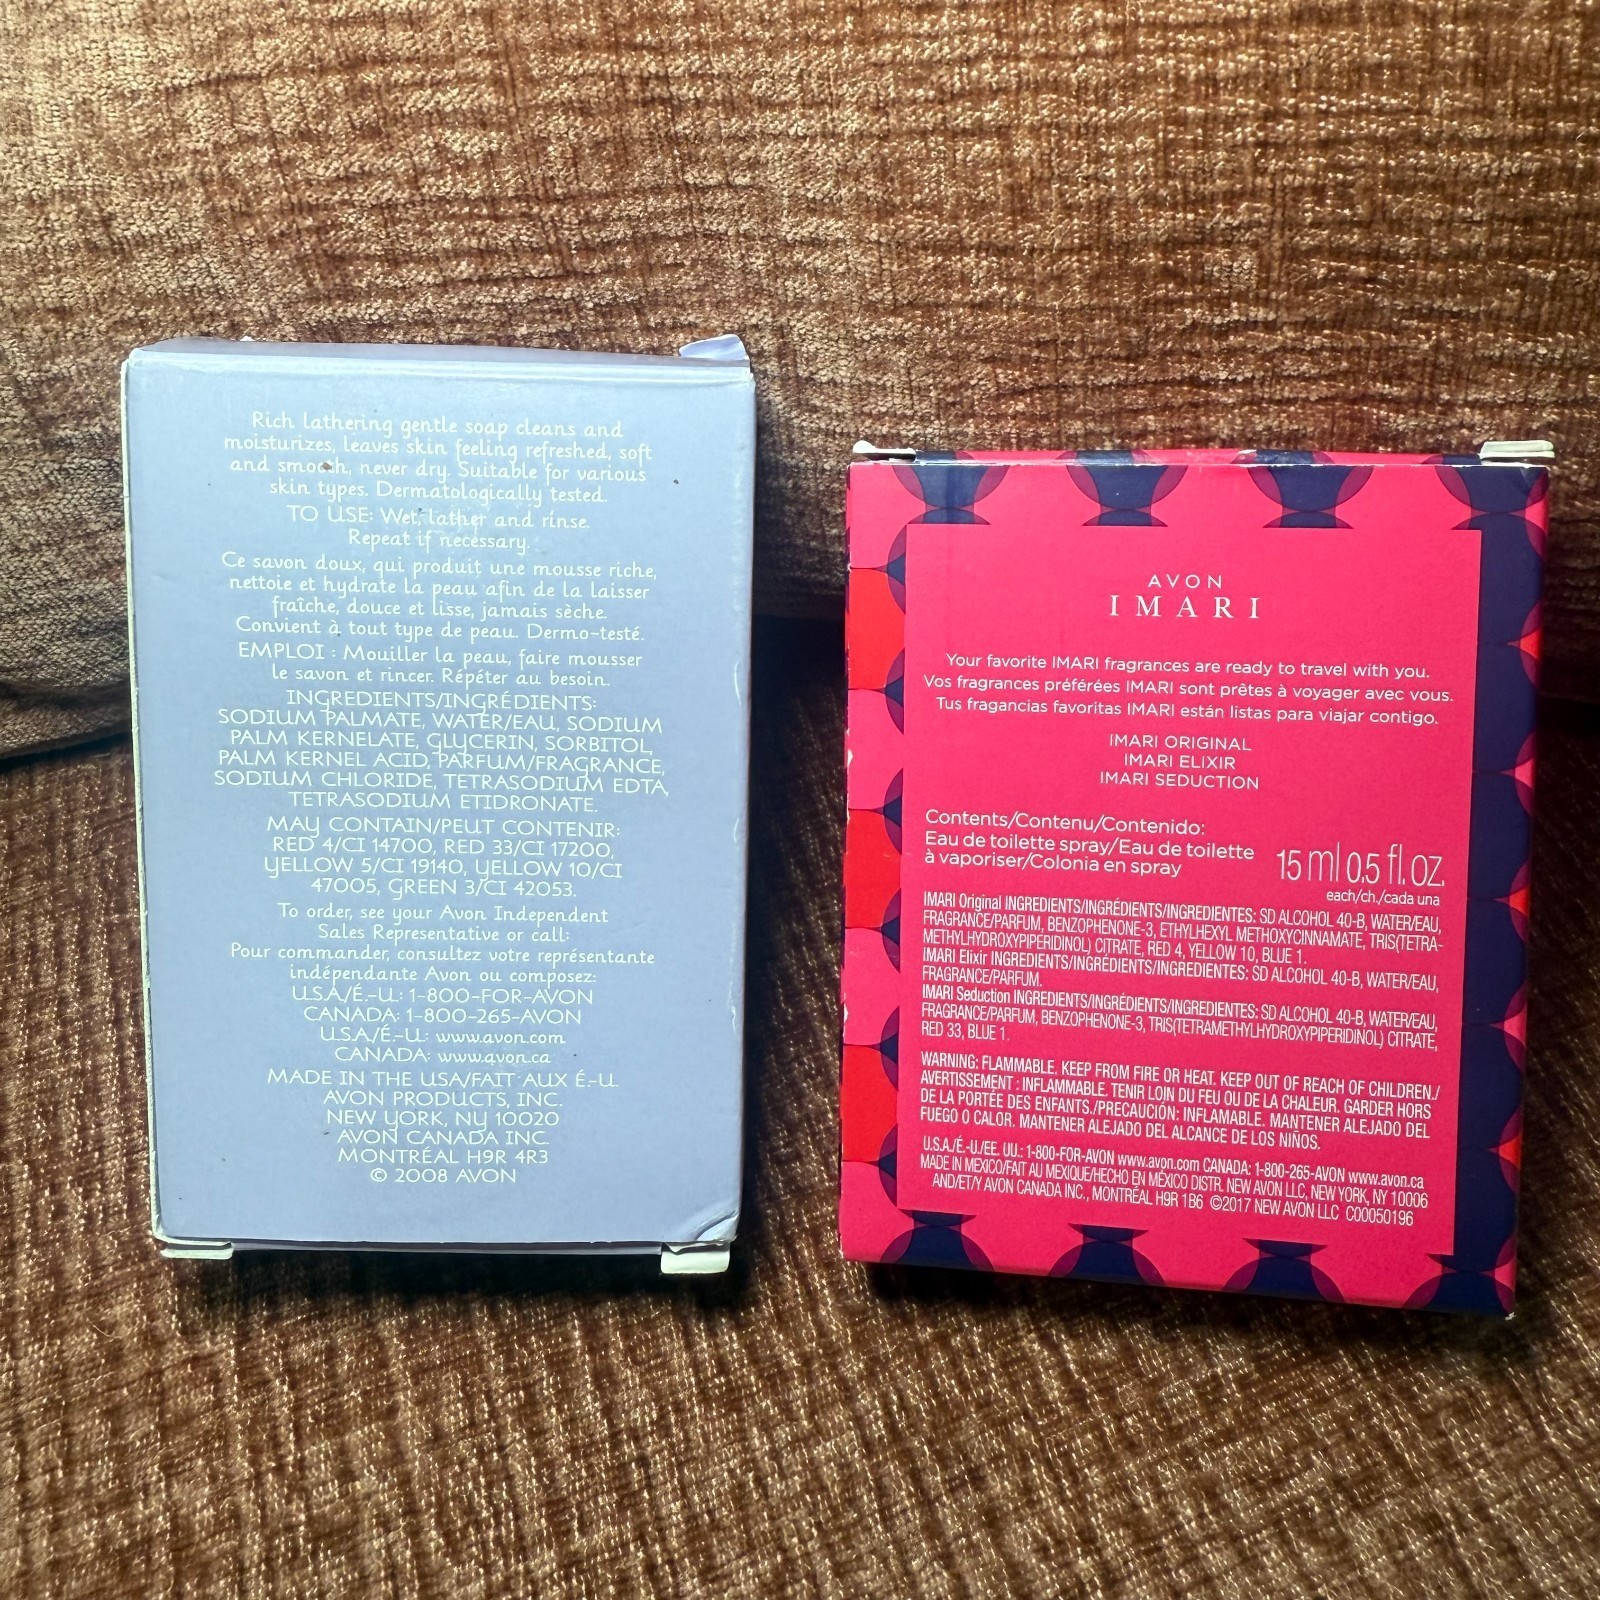 Rich lathering gentle soap cleans and
moisturizes, leaves skin feeling refreshed, soft
and smooth, never dry. Suitable for various
skin types. Dermatologically tested.
TO USE: Wet, lather and rinse.
Repeat if necessary.
Ce savon doux, qui produit une mousse riche,
nettoie et hydrate la peau afin de la laisser
fraîche, douce et lisse, jamais sèche.
Convient à tout type de peau. Dermo-testé.
EMPLOI : Mouiller la peau, faire mousser
le savon et rincer. Répéter au besoin.
INGREDIENTS/INGRÉDIENTS:
SODIUM PALMATE, WATER/EAU, SODIUM
PALM KERNELATE, GLYCERIN, SORBITOL,
PALM KERNEL ACID, PARFUM/FRAGRANCE,
SODIUM CHLORIDE, TETRASODIUM EDTA,
TETRASODIUM ETIDRONATE.
MAY CONTAIN/PEUT CONTENIR:
RED 4/CI 14700, RED 33/CI 17200,
YELLOW 5/CI 19140, YELLOW 10/CI
47005, GREEN 3/CI 42053.
To order, see your Avon Independent
Sales Representative or call:
Pour commander, consultez votre représentante
indépendante Avon ou composez:
U.S.A./É.-U.: 1-800-FOR-AVON
CANADA: 1-800-265-AVON
U.S.A./É.-U.: www.avon.com
CANADA: www.avon.ca
MADE IN THE USA/FAIT AUX É.-U.
AVON PRODUCTS, INC.
NEW YORK, NY 10020
AVON CANADA INC.
MONTRÉAL H9R 4R3
© 2008 AVON
AVON
IMARI
Your favorite IMARI fragrances are ready to travel with you.
Vos fragrances préférées IMARI sont prêtes à voyager avec vous.
Tus fragancias favoritas IMARI están listas para viajar contigo.
IMARI ORIGINAL
IMARI ELIXIR
IMARI SEDUCTION
Contents/Contenu/Contenido:
Eau de toilette spray/Eau de toilette
à vaporiser/Colonia en spray
15 ml 0.5 fl. oz.
each/ch./cada una
IMARI Original INGREDIENTS/INGRÉDIENTS/INGREDIENTES: SD ALCOHOL 40-B, WATER/EAU,
FRAGRANCE/PARFUM, BENZOPHENONE-3, ETHYLHEXYL METHOXYCINNAMATE, TRIS(TETRA-
METHYLHYDROXYPIPERIDINOL) CITRATE, RED 4, YELLOW 10, BLUE 1.
IMARI Elixir INGREDIENTS/INGRÉDIENTS/INGREDIENTES: SD ALCOHOL 40-B, WATER/EAU,
FRAGRANCE/PARFUM.
IMARI Seduction INGREDIENTS/INGRÉDIENTS/INGREDIENTES: SD ALCOHOL 40-B, WATER/EAU,
FRAGRANCE/PARFUM, BENZOPHENONE-3, TRIS(TETRAMETHYLHYDROXYPIPERIDINOL) CITRATE,
RED 33, BLUE 1.
WARNING: FLAMMABLE. KEEP FROM FIRE OR HEAT. KEEP OUT OF REACH OF CHILDREN./
AVERTISSEMENT : INFLAMMABLE. TENIR LOIN DU FEU OU DE LA CHALEUR. GARDER HORS
DE LA PORTÉE DES ENFANTS./PRECAUCIÓN: INFLAMABLE. MANTENER ALEJADO DEL
FUEGO O CALOR. MANTENER ALEJADO DEL ALCANCE DE LOS NIÑOS.
U.S.A./É.-U./EE. UU.: 1-800-FOR-AVON www.avon.com CANADA: 1-800-265-AVON www.avon.ca
MADE IN MEXICO/FAIT AU MEXIQUE/HECHO EN MÉXICO DISTR. NEW AVON LLC, NEW YORK, NY 10006
AND/ET/Y AVON CANADA INC., MONTRÉAL H9R 1B6 ©2017 NEW AVON LLC C00050196